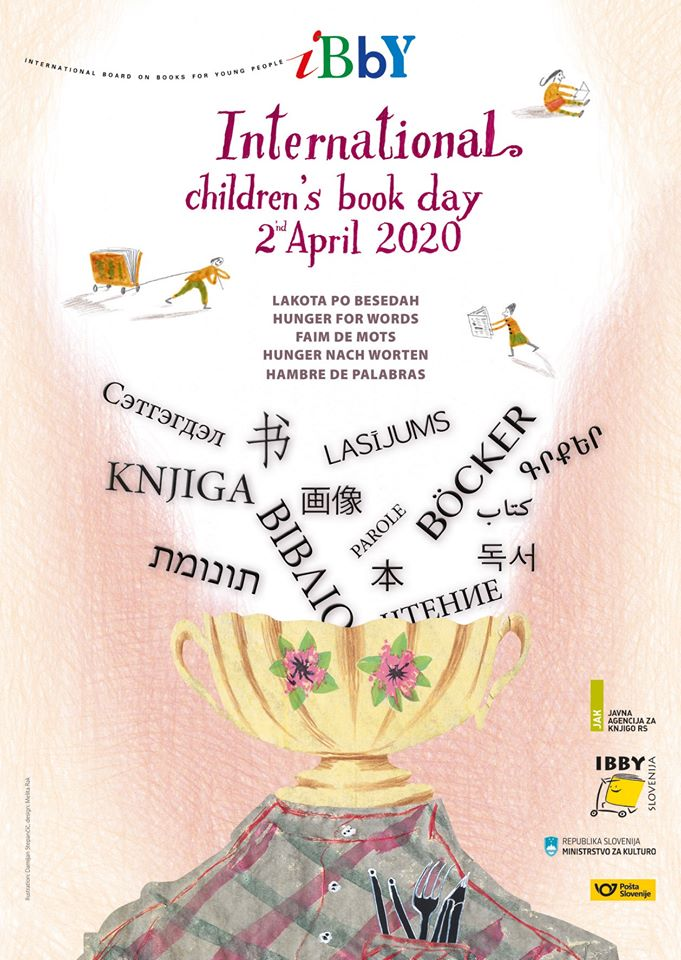 INTERNATIONAL BOARD ON BOOKS FOR YOUNG PEOPLE
iBbY
International
children's book day
2nd April 2020
LAKOTA PO BESEDAH
HUNGER FOR WORDS
FAIM DE MOTS
HUNGER NACH WORTEN
HAMBRE DE PALABRAS
Сэтгэгдэл
书
LASĪJUMS
BÖCKER
գրքեր
KNJIGA
画像
PAROLE
كتاب
ΒΙΒΛΙΟ
תונומת
本
독서
ЧТЕНИЕ
JAK
JAVNA
AGENCIJA ZA
KNJIGO RS
IBBY
SLOVENIJA
REPUBLIKA SLOVENIJA
MINISTRSTVO ZA KULTURO
Pošta
Slovenije
Ilustration: Damijan Stepančič, design: Melita Rak